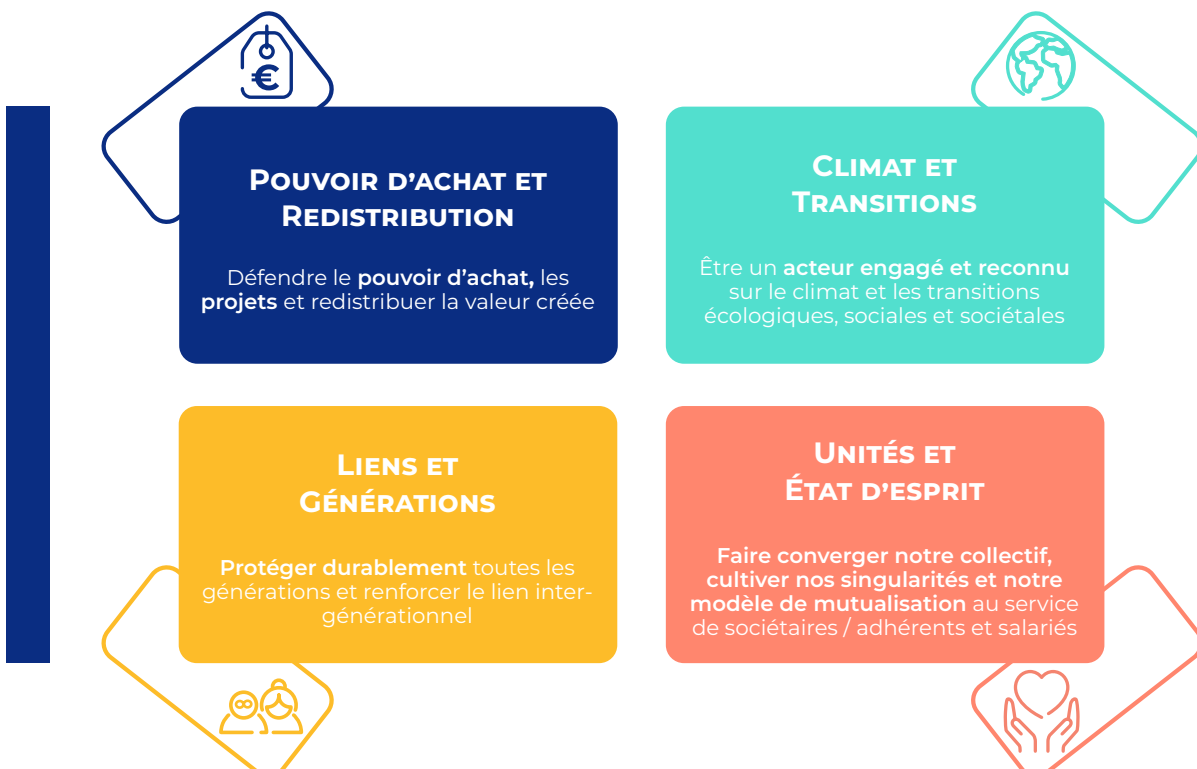 €
POUVOIR D’ACHAT ET
REDISTRIBUTION
Défendre le pouvoir d’achat, les
projets et redistribuer la valeur créée
CLIMAT ET
TRANSITIONS
Être un acteur engagé et reconnu
sur le climat et les transitions
écologiques, sociales et sociétales
LIENS ET
GÉNÉRATIONS
Protéger durablement toutes les
générations et renforcer le lien inter-
générationnel
UNITÉS ET
ÉTAT D’ESPRIT
Faire converger notre collectif,
cultiver nos singularités et notre
modèle de mutualisation au service
de sociétaires / adhérents et salariés